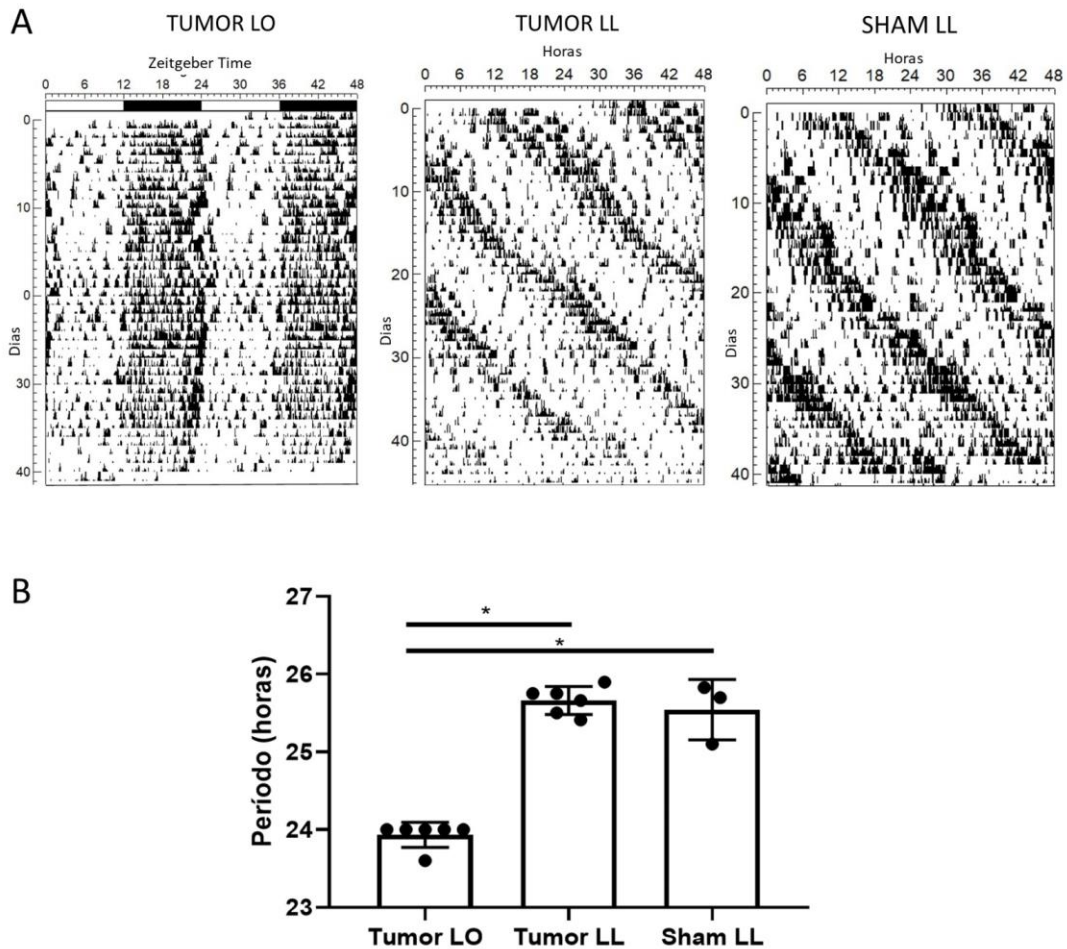 A
TUMOR LO
TUMOR LL
SHAM LL
Zeitgeber Time
Horas
Horas
0 6 12 18 24 30 36 42 48
0 6 12 18 24 30 36 42 48
0 6 12 18 24 30 36 42 48
0
10
0
30
40
Dias
0
10
20
30
40
Dias
0
10
20
30
40
Dias
B
27
26
25
24
23
Período (horas)
*
*
Tumor LO Tumor LL Sham LL